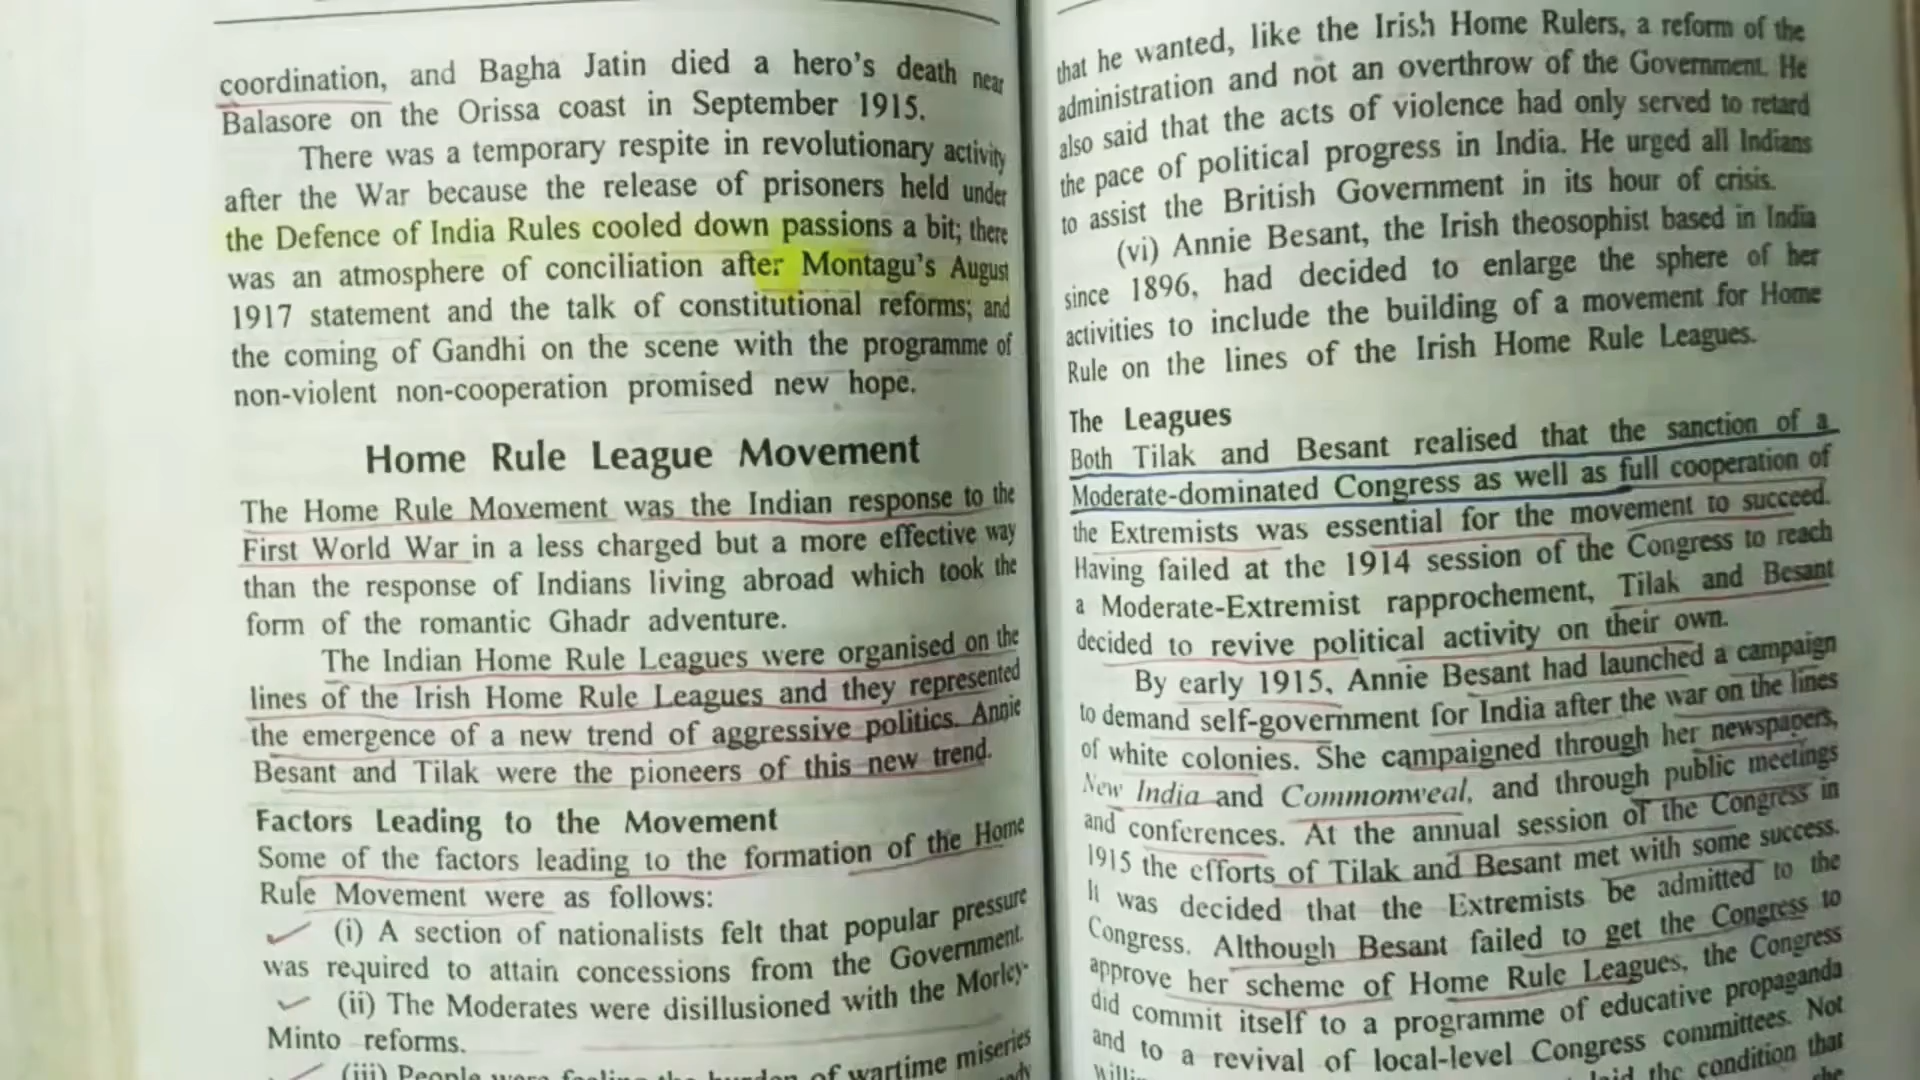 coordination, and Bagha Jatin died a hero's death near
Balasore on the Orissa coast in September 1915.
There was a temporary respite in revolutionary activity
after the War because the release of prisoners held under
the Defence of India Rules cooled down passions a bit; there
was an atmosphere of conciliation after Montagu's August
1917 statement and the talk of constitutional reforms; and
the coming of Gandhi on the scene with the programme of
non-violent non-cooperation promised new hope.
Home Rule League Movement
The Home Rule Movement was the Indian response to the
First World War in a less charged but a more effective way
than the response of Indians living abroad which took the
form of the romantic Ghadr adventure.
The Indian Home Rule Leagues were organised on the
lines of the Irish Home Rule Leagues and they represented
the emergence of a new trend of aggressive politics. Annie
Besant and Tilak were the pioneers of this new trend.
Factors Leading to the Movement
Some of the factors leading to the formation of the Home
Rule Movement were as follows:
(i) A section of nationalists felt that popular pressure
was required to attain concessions from the Government.
(ii) The Moderates were disillusioned with the Morley-
Minto reforms.
(iii) People were feeling the burden of wartime miseries
that he wanted, like the Irish Home Rulers, a reform of the
administration and not an overthrow of the Government. He
also said that the acts of violence had only served to retard
the pace of political progress in India. He urged all Indians
to assist the British Government in its hour of crisis.
(vi) Annie Besant, the Irish theosophist based in India
since 1896, had decided to enlarge the sphere of her
activities to include the building of a movement for Home
Rule on the lines of the Irish Home Rule Leagues.
The Leagues
Both Tilak and Besant realised that the sanction of a
Moderate-dominated Congress as well as full cooperation of
the Extremists was essential for the movement to succeed.
Having failed at the 1914 session of the Congress to reach
a Moderate-Extremist rapprochement, Tilak and Besant
decided to revive political activity on their own.
By early 1915, Annie Besant had launched a campaign
to demand self-government for India after the war on the lines
of white colonies. She campaigned through her newspapers,
New India and Commonweal, and through public meetings
and conferences. At the annual session of the Congress in
1915 the efforts of Tilak and Besant met with some success.
It was decided that the Extremists be admitted to the
Congress. Although Besant failed to get the Congress to
approve her scheme of Home Rule Leagues, the Congress
did commit itself to a programme of educative propaganda
and to a revival of local-level Congress committees. Not
the condition that